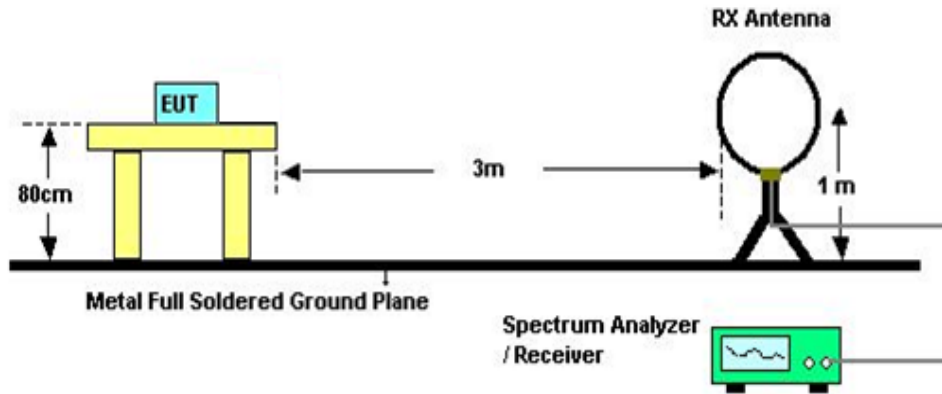 RX Antenna
EUT
80cm
3m
1 m
Metal Full Soldered Ground Plane
Spectrum Analyzer
/ Receiver